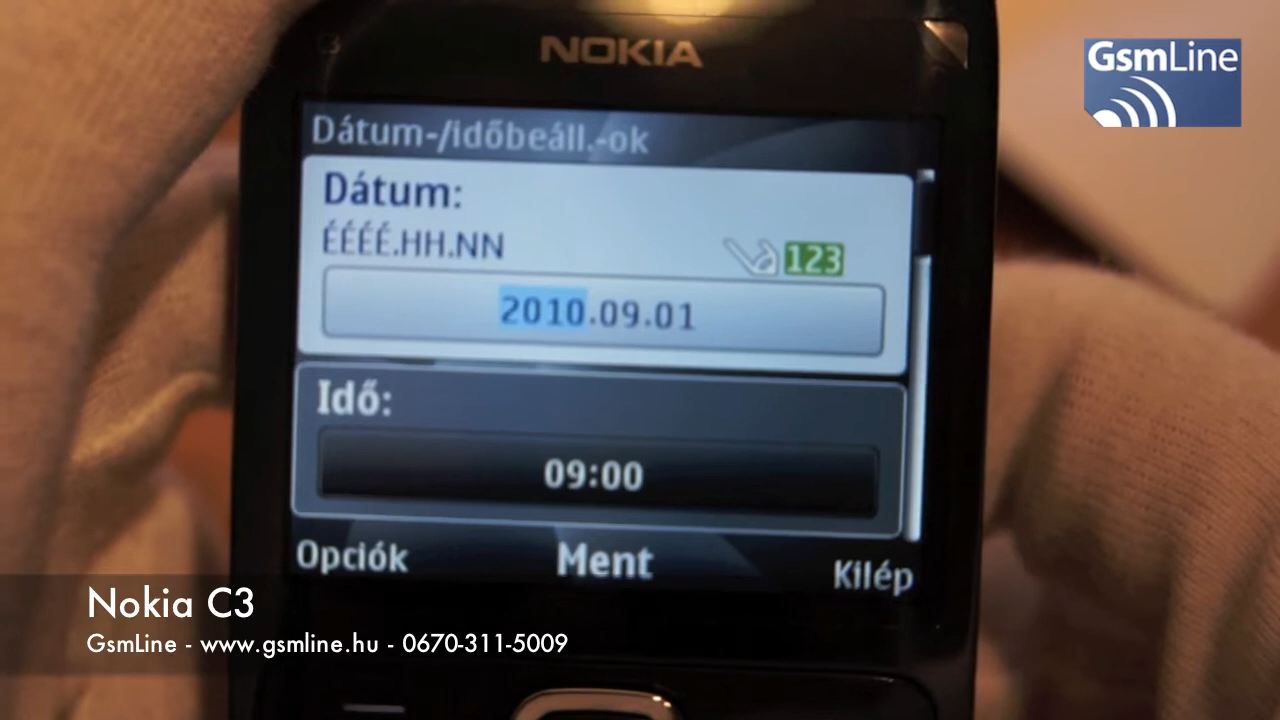 C3
NOKIA
GsmLine
Dátum-/időbeáll.-ok
Dátum:
ÉÉÉÉ.HH.NN
123
2010.09.01
Idő:
09:00
Opciók
Ment
Kilép
Nokia C3
GsmLine - www.gsmline.hu - 0670-311-5009